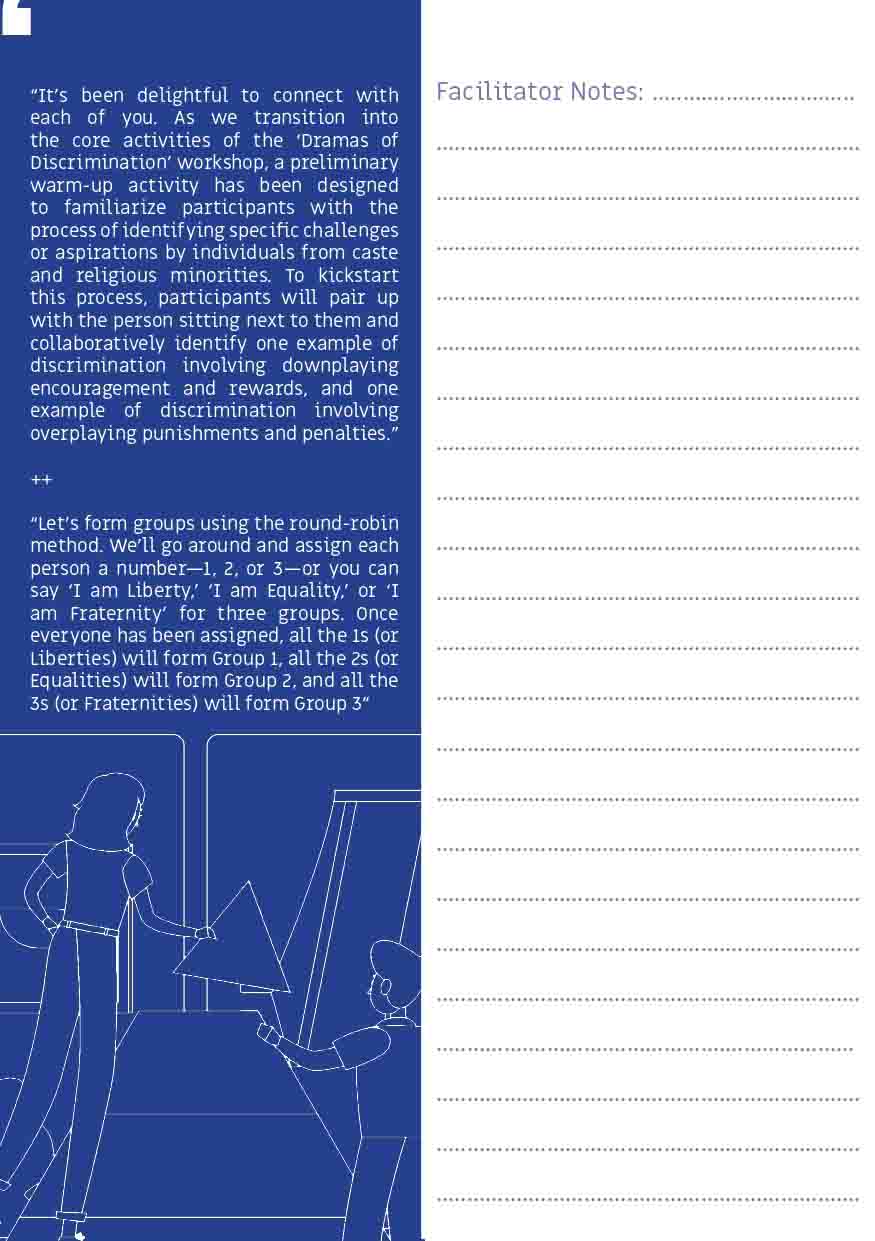 “It’s been delightful to connect with
each of you. As we transition into
the core activities of the ‘Dramas of
Discrimination’ workshop, a preliminary
warm-up activity has been designed
to familiarize participants with the
process of identifying specific challenges
or aspirations by individuals from caste
and religious minorities. To kickstart
this process, participants will pair up
with the person sitting next to them and
collaboratively identify one example of
discrimination involving downplaying
encouragement and rewards, and one
example of discrimination involving
overplaying punishments and penalties.”
++
“Let’s form groups using the round-robin
method. We’ll go around and assign each
person a number—1, 2, or 3—or you can
say ‘I am Liberty,’ ‘I am Equality,’ or ‘I
am Fraternity’ for three groups. Once
everyone has been assigned, all the 1s (or
Liberties) will form Group 1, all the 2s (or
Equalities) will form Group 2, and all the
3s (or Fraternities) will form Group 3“
Facilitator Notes: ..................................